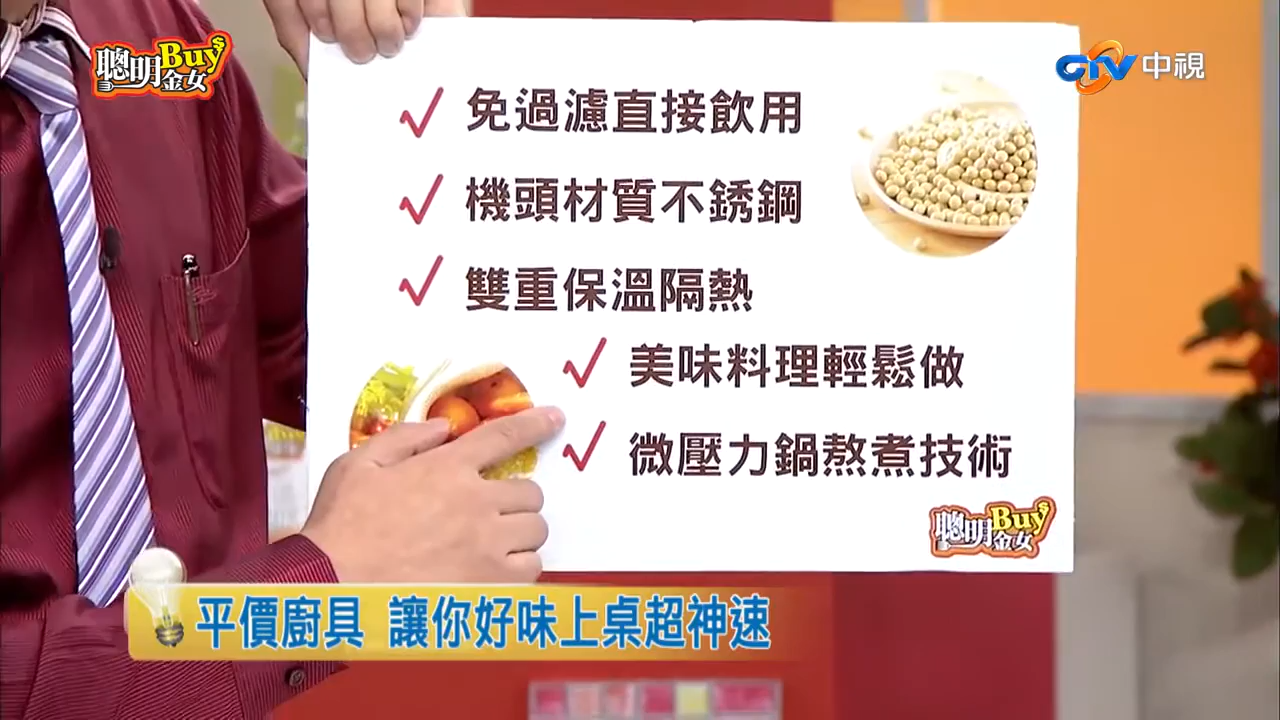 聰明Buy金女
CTV中視
免過濾直接飲用
機頭材質不銹鋼
雙重保溫隔熱
美味料理輕鬆做
微壓力鍋熬煮技術
聰明Buy金女
平價廚具 讓你好味上桌超神速